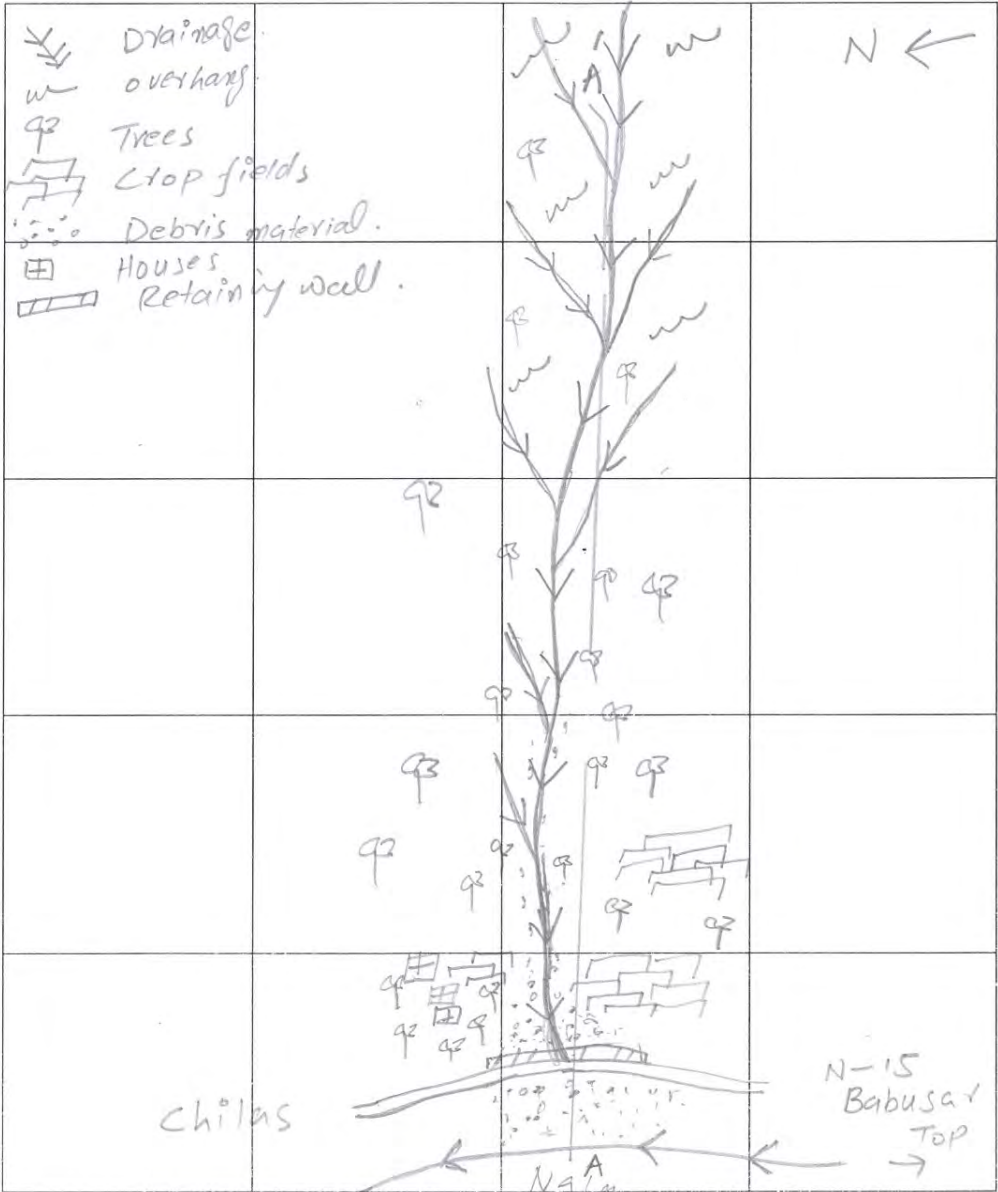 Drainage.
overhang
Trees
Crop fields
Debris material.
Houses
Retaining wall.
N
A
Chilas
N-15
Babusar
Top
A